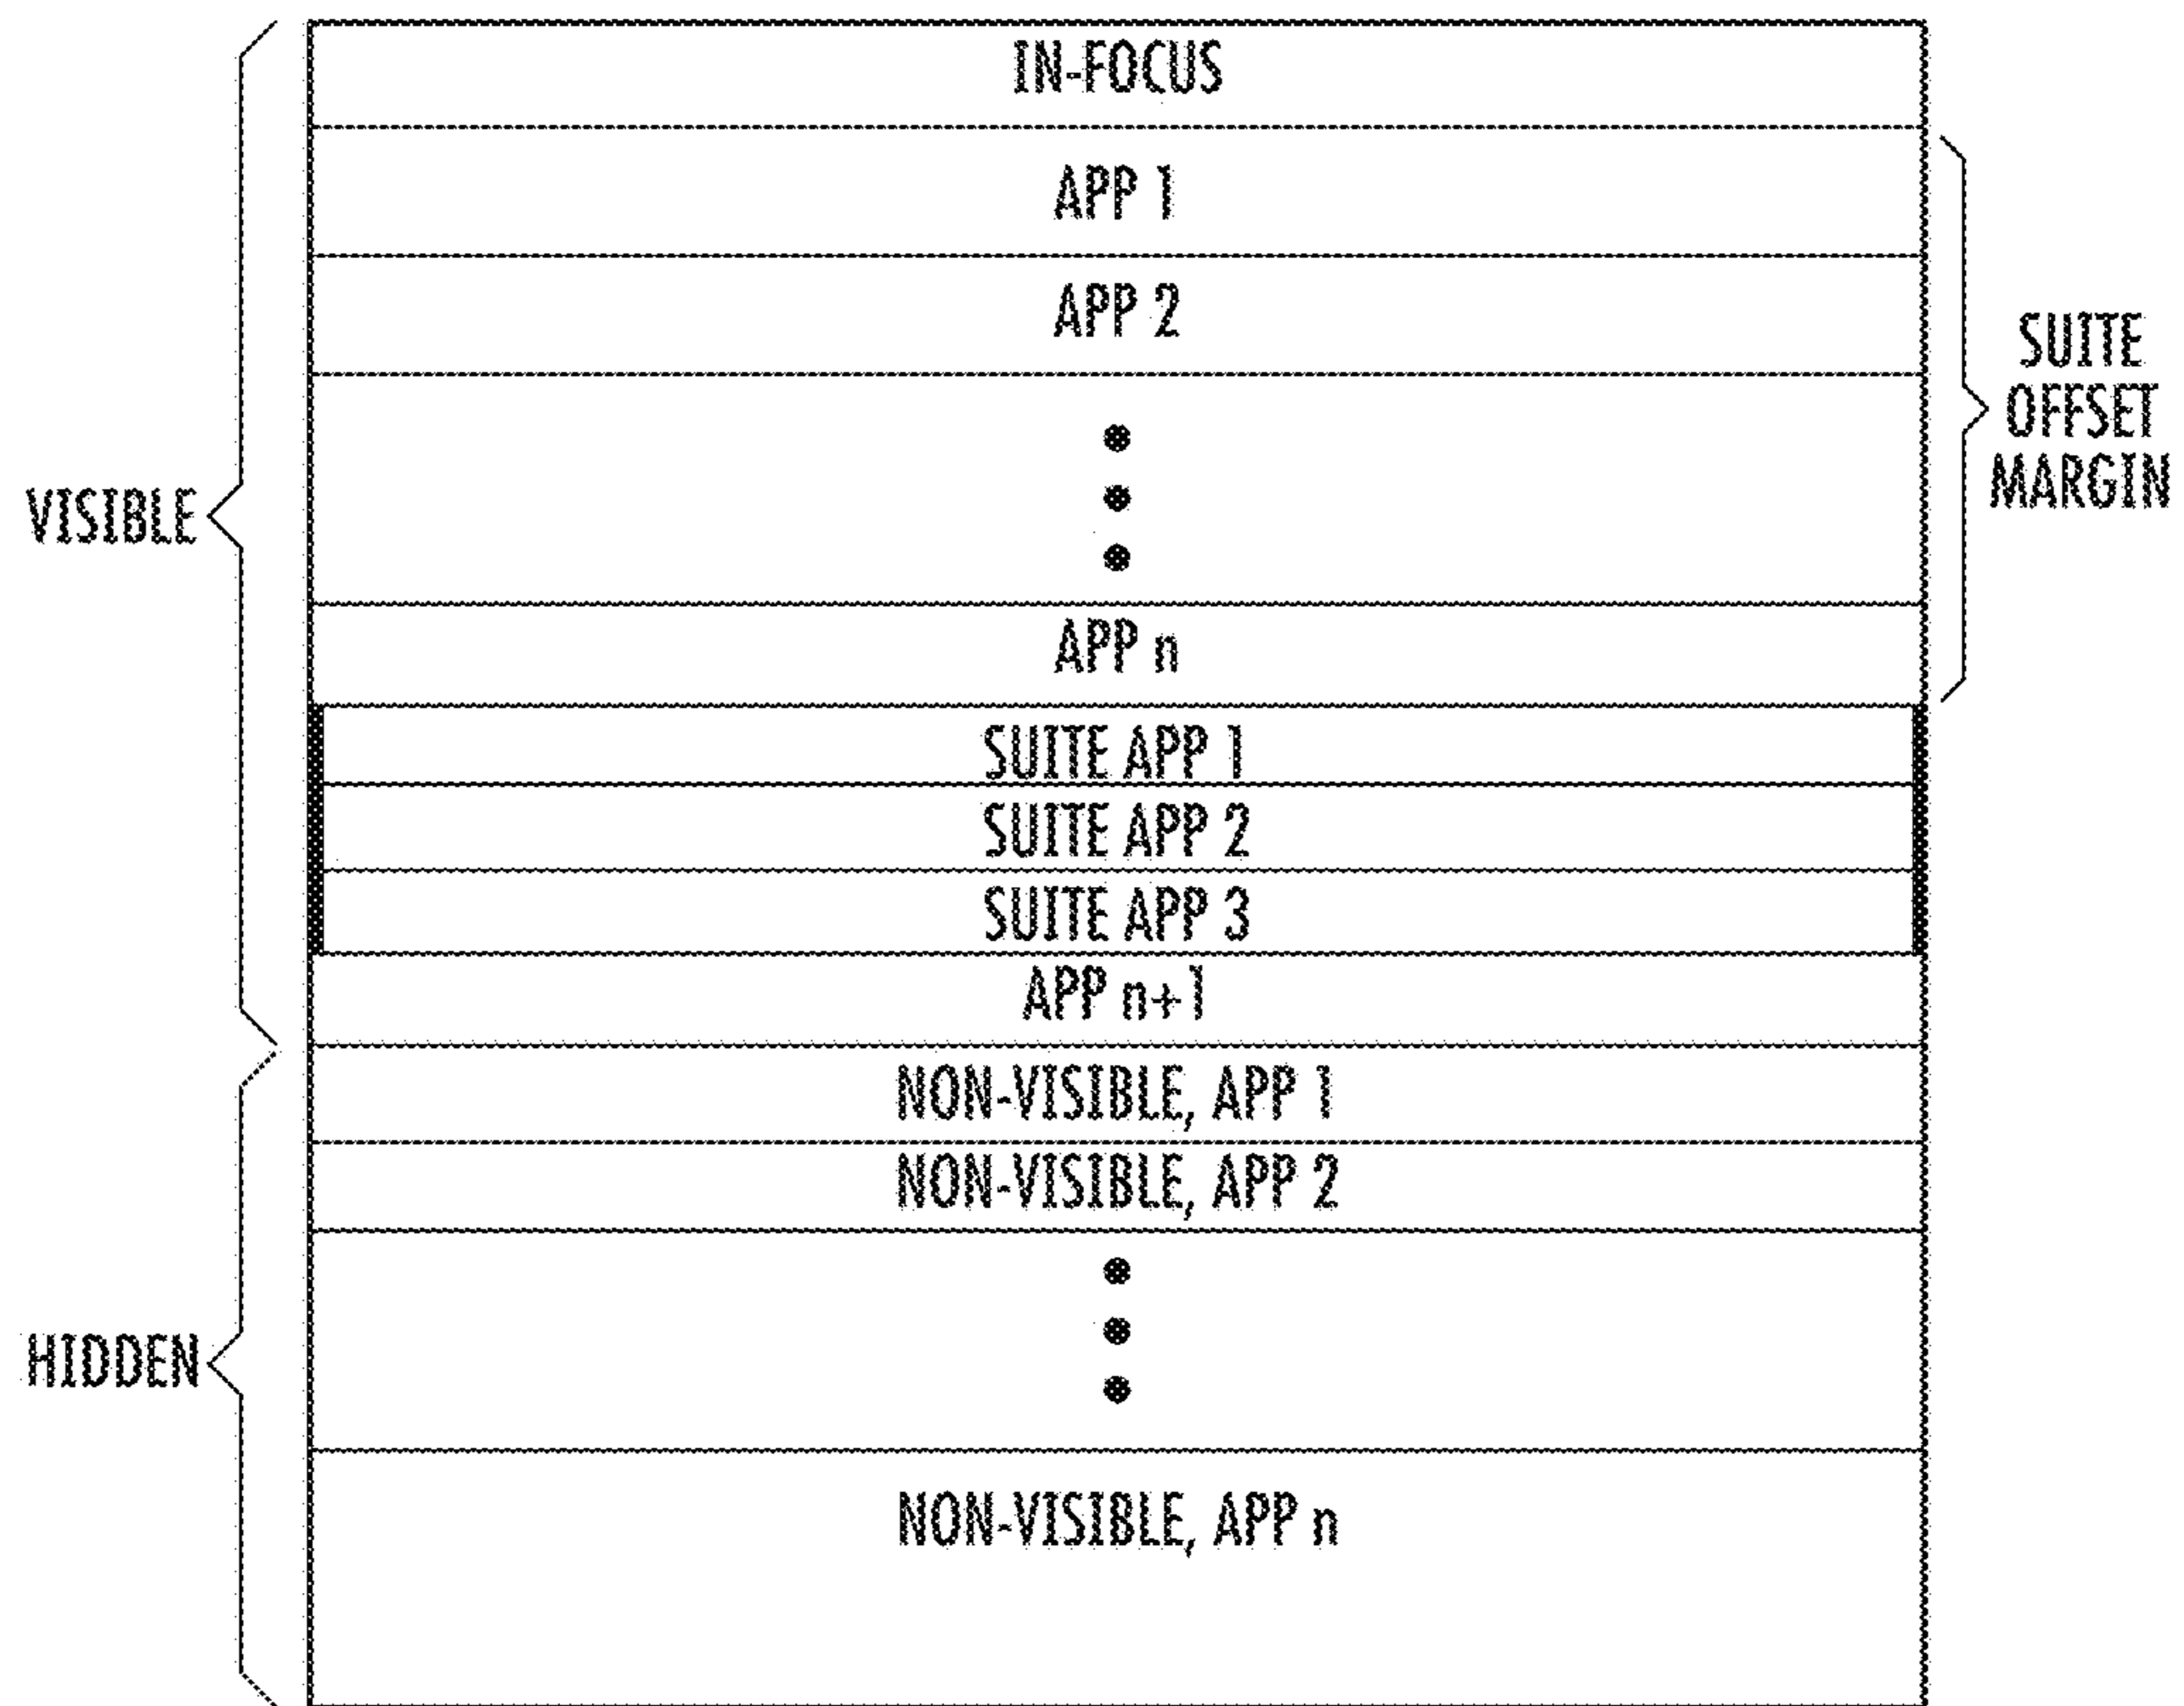 IN-FOCUS
APP 1
APP 2
APP n
SUITE
OFFSET
MARGIN
VISIBLE
SUITE APP 1
SUITE APP 2
SUITE APP 3
APP n+1
NON-VISIBLE, APP 1
NON-VISIBLE, APP 2
HIDDEN
NON-VISIBLE, APP n